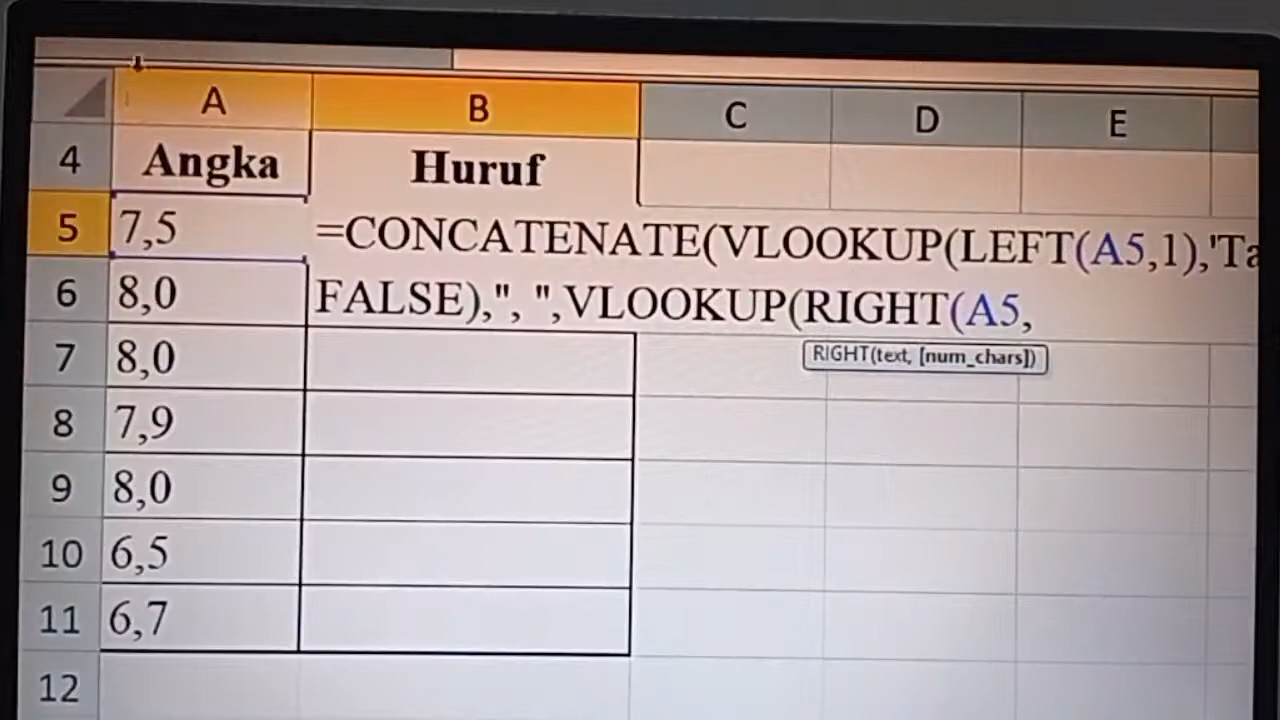 A B C D E
4 Angka Huruf
5 7,5 =CONCATENATE(VLOOKUP(LEFT(A5,1),'Ta
6 8,0 FALSE),", ",VLOOKUP(RIGHT(A5,
7 8,0 RIGHT(text, [num_chars])
8 7,9
9 8,0
10 6,5
11 6,7
12